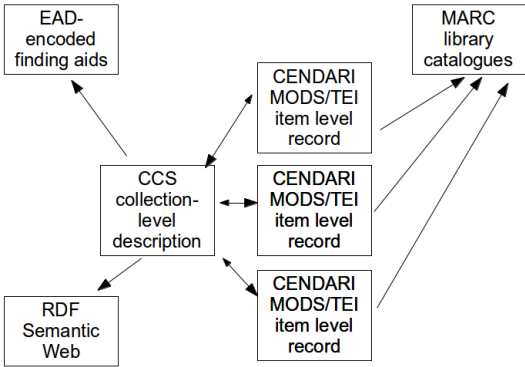 EAD-
encoded
finding aids
MARC
library
catalogues
CENDARI
MODS/TEI
item level
record
CCS
collection-
level
description
CENDARI
MODS/TEI
item level
record
CENDARI
MODS/TEI
item level
record
RDF
Semantic
Web